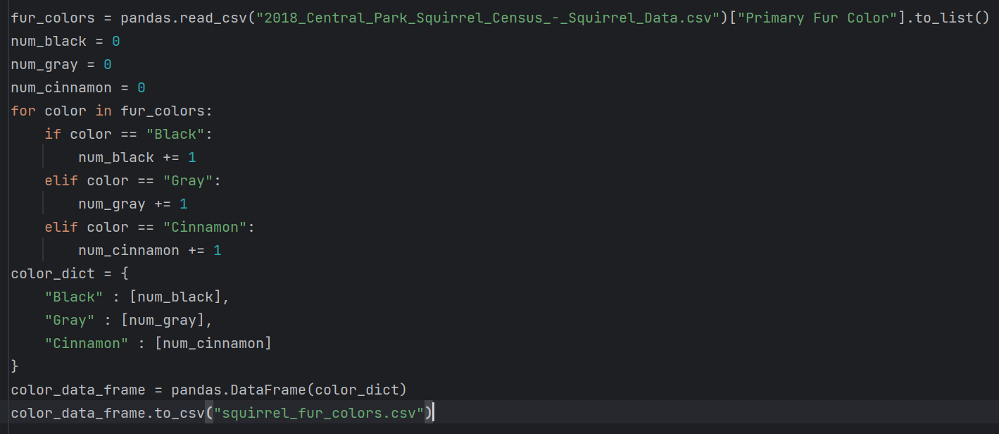 fur_colors = pandas.read_csv("2018_Central_Park_Squirrel_Census_-_Squirrel_Data.csv")["Primary Fur Color"].to_list()
num_black = 0
num_gray = 0
num_cinnamon = 0
for color in fur_colors:
    if color == "Black":
        num_black += 1
    elif color == "Gray":
        num_gray += 1
    elif color == "Cinnamon":
        num_cinnamon += 1
color_dict = {
    "Black" : [num_black],
    "Gray" : [num_gray],
    "Cinnamon" : [num_cinnamon]
}
color_data_frame = pandas.DataFrame(color_dict)
color_data_frame.to_csv("squirrel_fur_colors.csv")